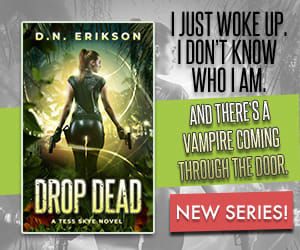 D.N. ERIKSON
DROP DEAD
A TESS SKYE NOVEL
I JUST WOKE UP.
I DON'T KNOW
WHO I AM.
AND THERE'S A
VAMPIRE COMING
THROUGH THE DOOR.
NEW SERIES!